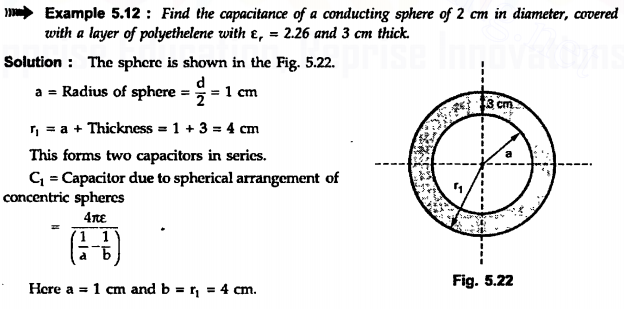 Example 5.12 : Find the capacitance of a conducting sphere of 2 cm in diameter, covered
with a layer of polyethelene with εr = 2.26 and 3 cm thick.
Solution : The sphere is shown in the Fig. 5.22.
a = Radius of sphere = d/2 = 1 cm
r₁ = a + Thickness = 1 + 3 = 4 cm
This forms two capacitors in series.
C₁ = Capacitor due to spherical arrangement of
concentric spheres
= 4πε / (1/a - 1/b)
Here a = 1 cm and b = r₁ = 4 cm.
3 cm
a
r₁
Fig. 5.22